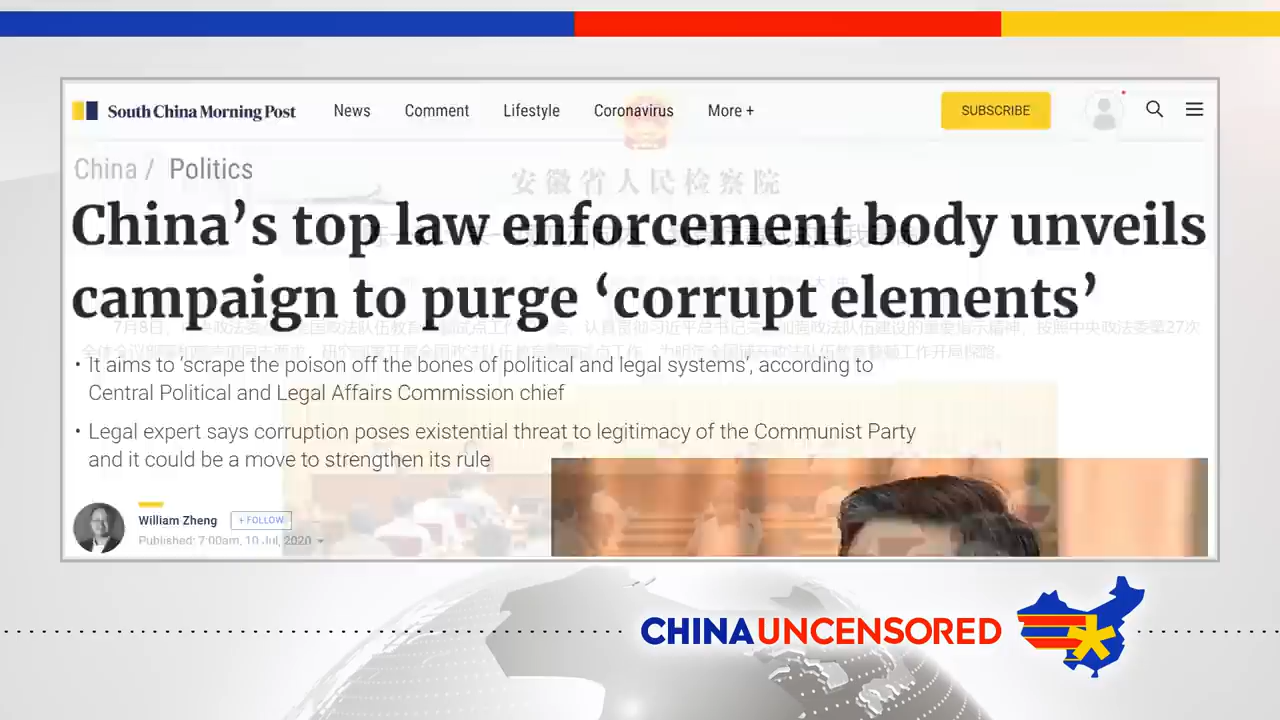 South China Morning Post News Comment Lifestyle Coronavirus More + SUBSCRIBE
China / Politics
安徽省人民检察院
China's top law enforcement body unveils
campaign to purge ‘corrupt elements’
• It aims to ‘scrape the poison off the bones of political and legal systems’, according to
Central Political and Legal Affairs Commission chief
• Legal expert says corruption poses existential threat to legitimacy of the Communist Party
and it could be a move to strengthen its rule
William Zheng + FOLLOW
Published: 7:00am, 10 Jul, 2020
CHINA UNCENSORED